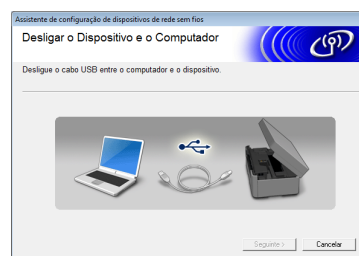 Assistente de configuração de dispositivos de rede sem fios
Desligar o Dispositivo e o Computador
Desligue o cabo USB entre o computador e o dispositivo.
Seguinte >
Cancelar